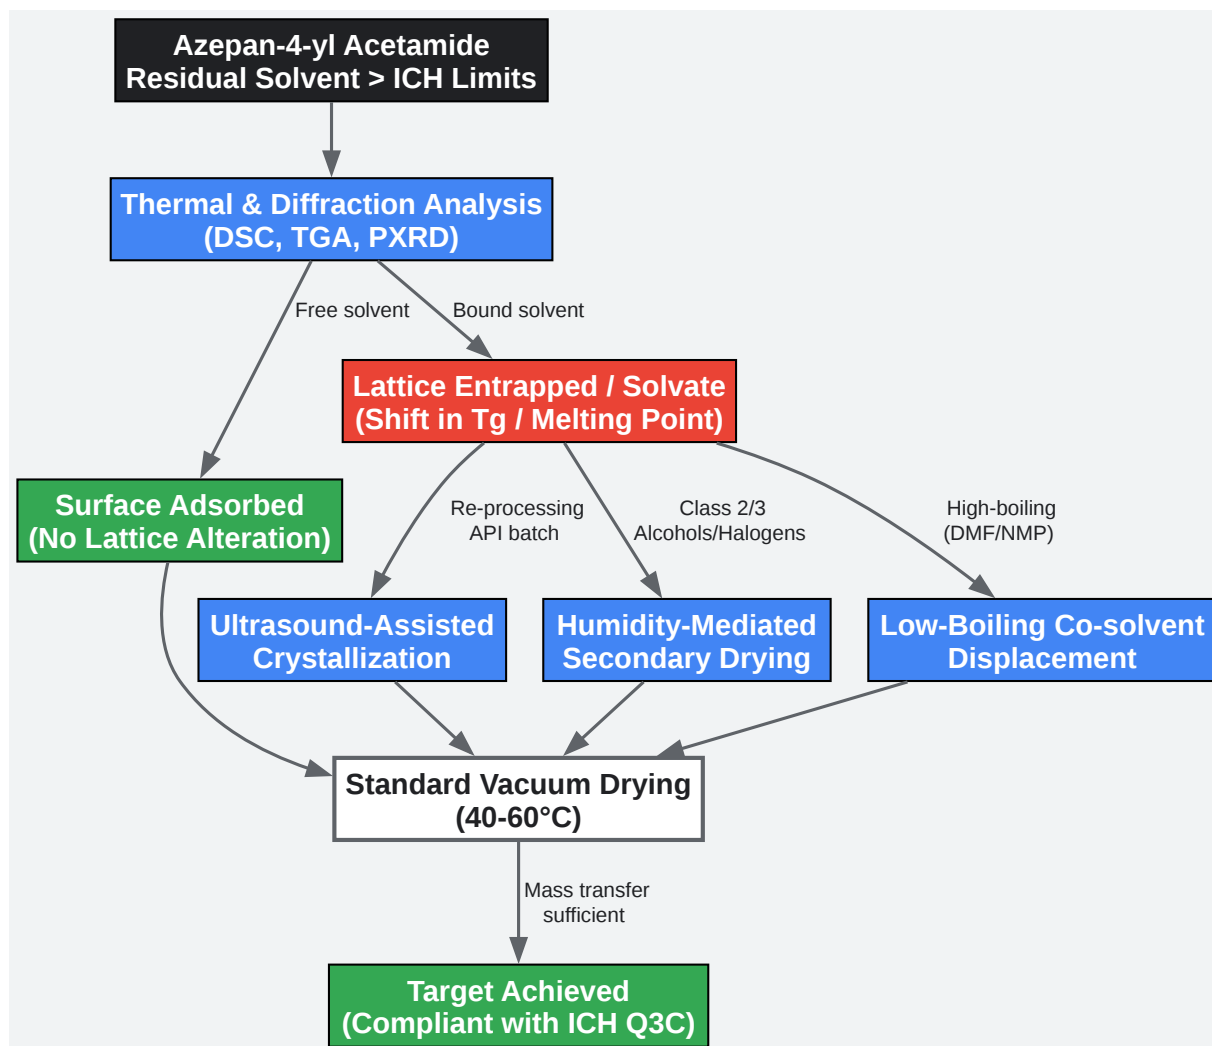 Azepan-4-yl Acetamide
Residual Solvent > ICH Limits
Thermal & Diffraction Analysis
(DSC, TGA, PXRD)
Free solvent
Bound solvent
Lattice Entrapped / Solvate
(Shift in Tg / Melting Point)
Surface Adsorbed
(No Lattice Alteration)
Re-processing
API batch
Class 2/3
Alcohols/Halogens
High-boiling
(DMF/NMP)
Ultrasound-Assisted
Crystallization
Humidity-Mediated
Secondary Drying
Low-Boiling Co-solvent
Displacement
Standard Vacuum Drying
(40-60°C)
Mass transfer
sufficient
Target Achieved
(Compliant with ICH Q3C)